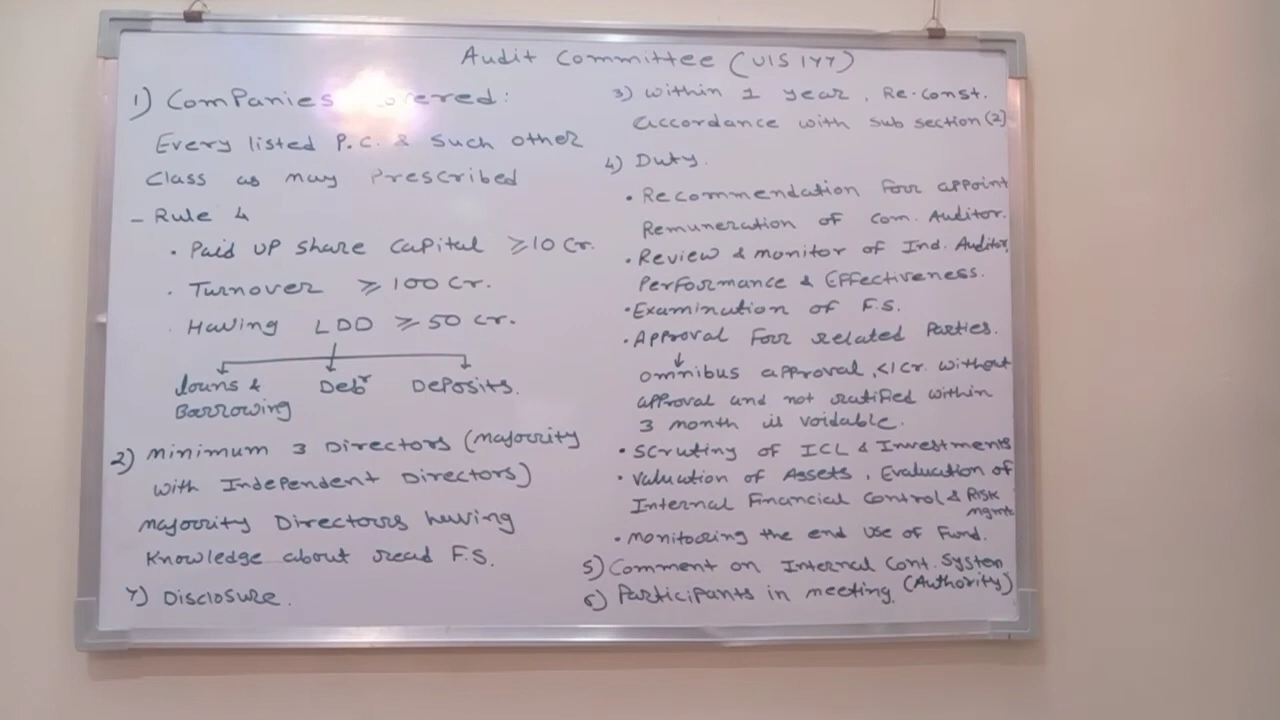 Audit Committee (U/S 177)
1) Companies overed:
Every listed P.C. & Such other
Class as may Prescribed
- Rule 4
• Paid up share capital ≥10 Cr.
• Turnover ≥ 100 Cr.
• Having LDD ≥ 50 Cr.
Loans & Debr Deposits.
Borrowing
2) Minimum 3 Directors (Majority
with Independent Directors)
Majority Directors having
Knowledge about read F.S.
7) Disclosure.
3) Within 1 year, Re-const.
accordance with sub section (2)
4) Duty.
• Recommendation for appoint
Remuneration of Com. Auditor.
• Review & monitor of Ind. Auditor,
Performance & Effectiveness.
• Examination of F.S.
• Approval for related Parties.
omnibus approval, <1 Cr. without
approval and not ratified within
3 month is voidable.
• Scrutiny of ICL & Investments
• Valuation of Assets, Evaluation of
Internal Financial Control & Risk
mgmt
• Monitoring the end use of Fund.
5) Comment on Internal Cont. System
6) Participants in meeting. (Authority)